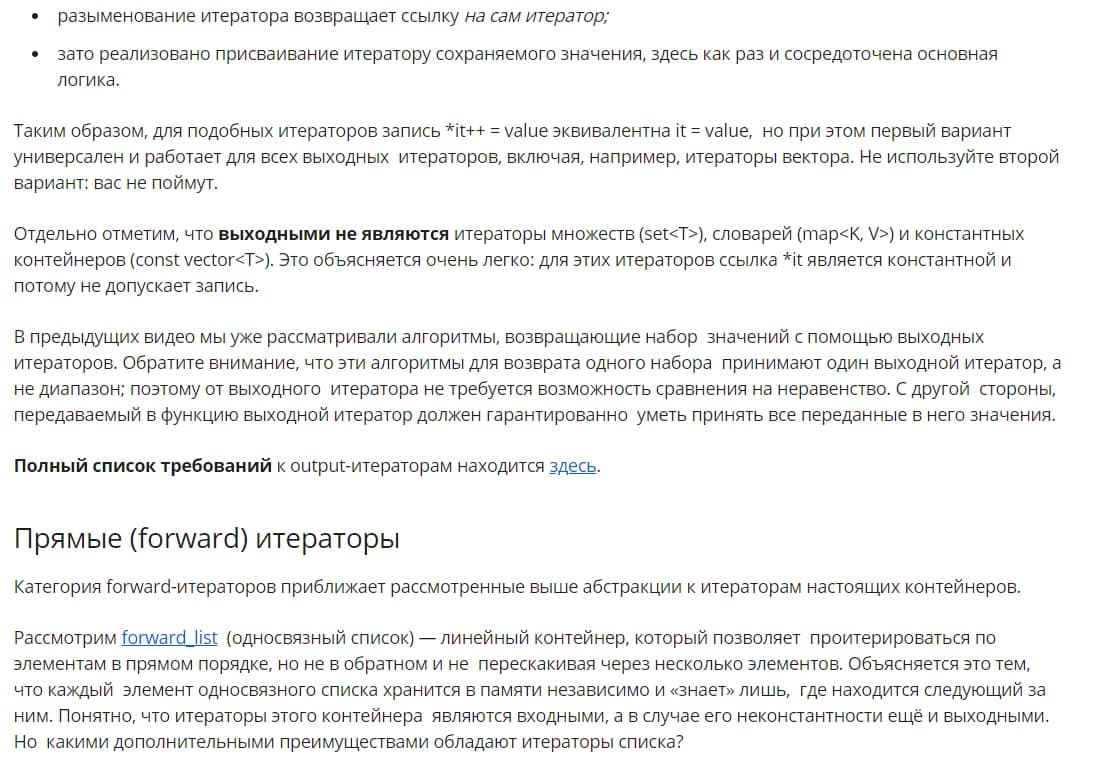 • разыменование итератора возвращает ссылку на сам итератор;
• зато реализовано присваивание итератору сохраняемого значения, здесь как раз и сосредоточена основная
логика.
Таким образом, для подобных итераторов запись *it++ = value эквивалентна it = value, но при этом первый вариант
универсален и работает для всех выходных итераторов, включая, например, итераторы вектора. Не используйте второй
вариант: вас не поймут.
Отдельно отметим, что выходными не являются итераторы множеств (set<T>), словарей (map<K, V>) и константных
контейнеров (const vector<T>). Это объясняется очень легко: для этих итераторов ссылка *it является константной и
потому не допускает запись.
В предыдущих видео мы уже рассматривали алгоритмы, возвращающие набор значений с помощью выходных
итераторов. Обратите внимание, что эти алгоритмы для возврата одного набора принимают один выходной итератор, а
не диапазон; поэтому от выходного итератора не требуется возможность сравнения на неравенство. С другой стороны,
передаваемый в функцию выходной итератор должен гарантированно уметь принять все переданные в него значения.
Полный список требований к output-итераторам находится здесь.
Прямые (forward) итераторы
Категория forward-итераторов приближает рассмотренные выше абстракции к итераторам настоящих контейнеров.
Рассмотрим forward_list (односвязный список) — линейный контейнер, который позволяет проитерироваться по
элементам в прямом порядке, но не в обратном и не перескакивая через несколько элементов. Объясняется это тем,
что каждый элемент односвязного списка хранится в памяти независимо и «знает» лишь, где находится следующий за
ним. Понятно, что итераторы этого контейнера являются входными, а в случае его неконстантности ещё и выходными.
Но какими дополнительными преимуществами обладают итераторы списка?